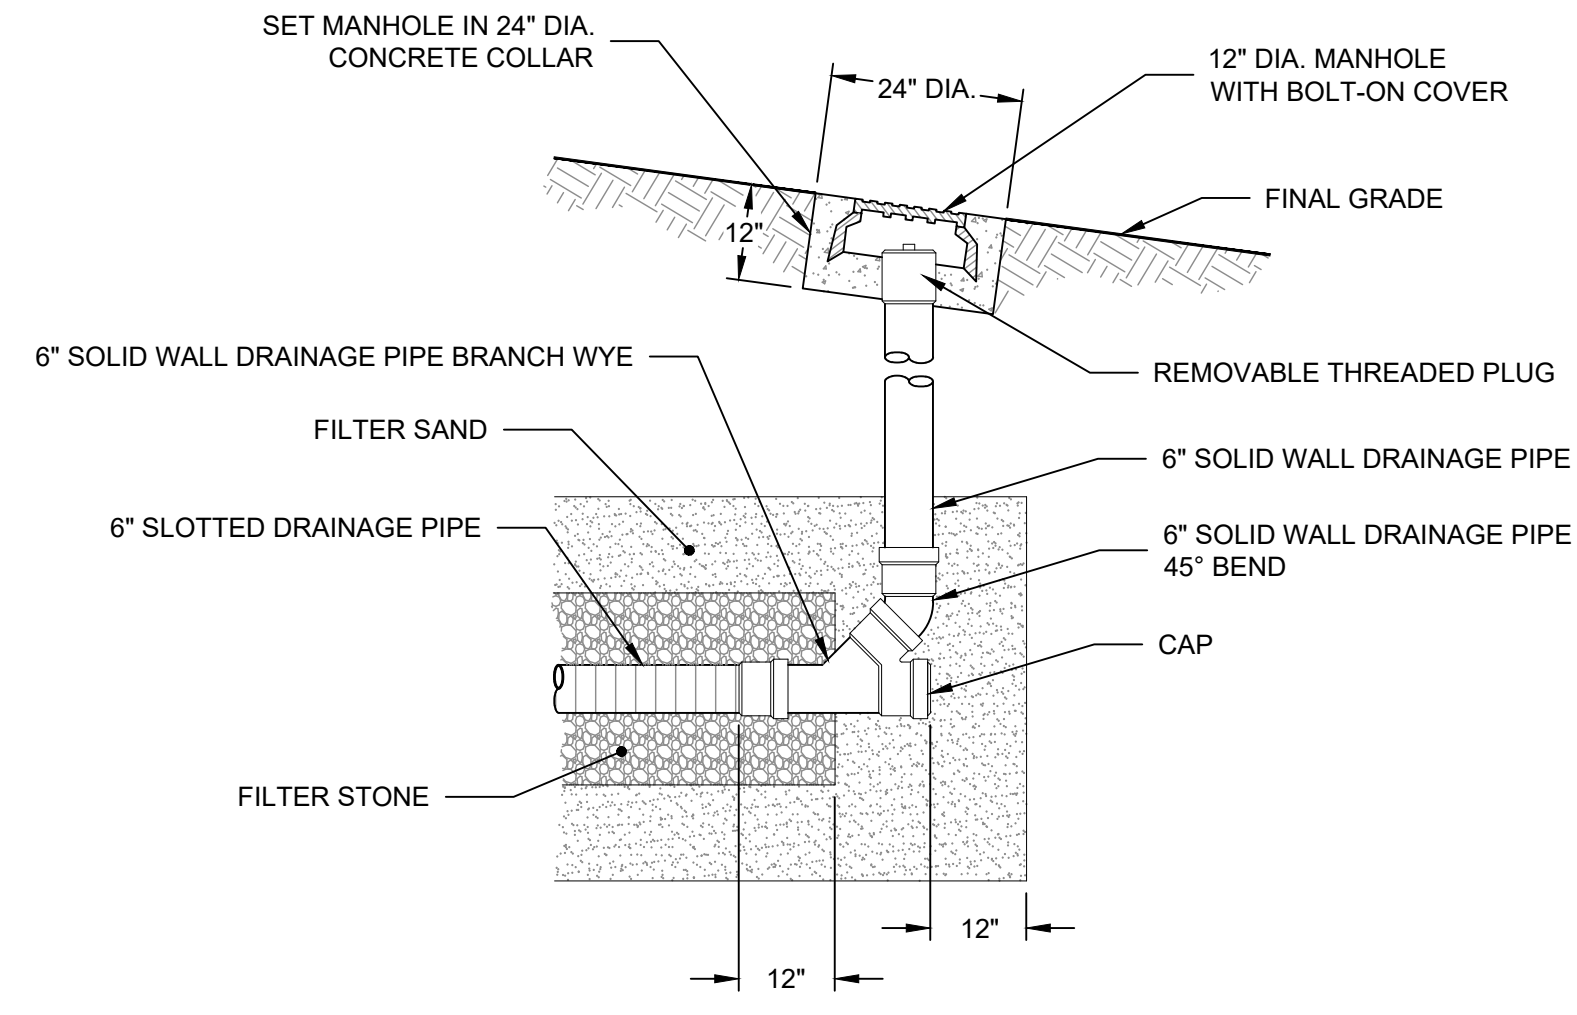 SET MANHOLE IN 24" DIA.
CONCRETE COLLAR
24" DIA.
12" DIA. MANHOLE
WITH BOLT-ON COVER
FINAL GRADE
12"
6" SOLID WALL DRAINAGE PIPE BRANCH WYE
REMOVABLE THREADED PLUG
FILTER SAND
6" SOLID WALL DRAINAGE PIPE
6" SLOTTED DRAINAGE PIPE
6" SOLID WALL DRAINAGE PIPE
45° BEND
CAP
FILTER STONE
12"
12"